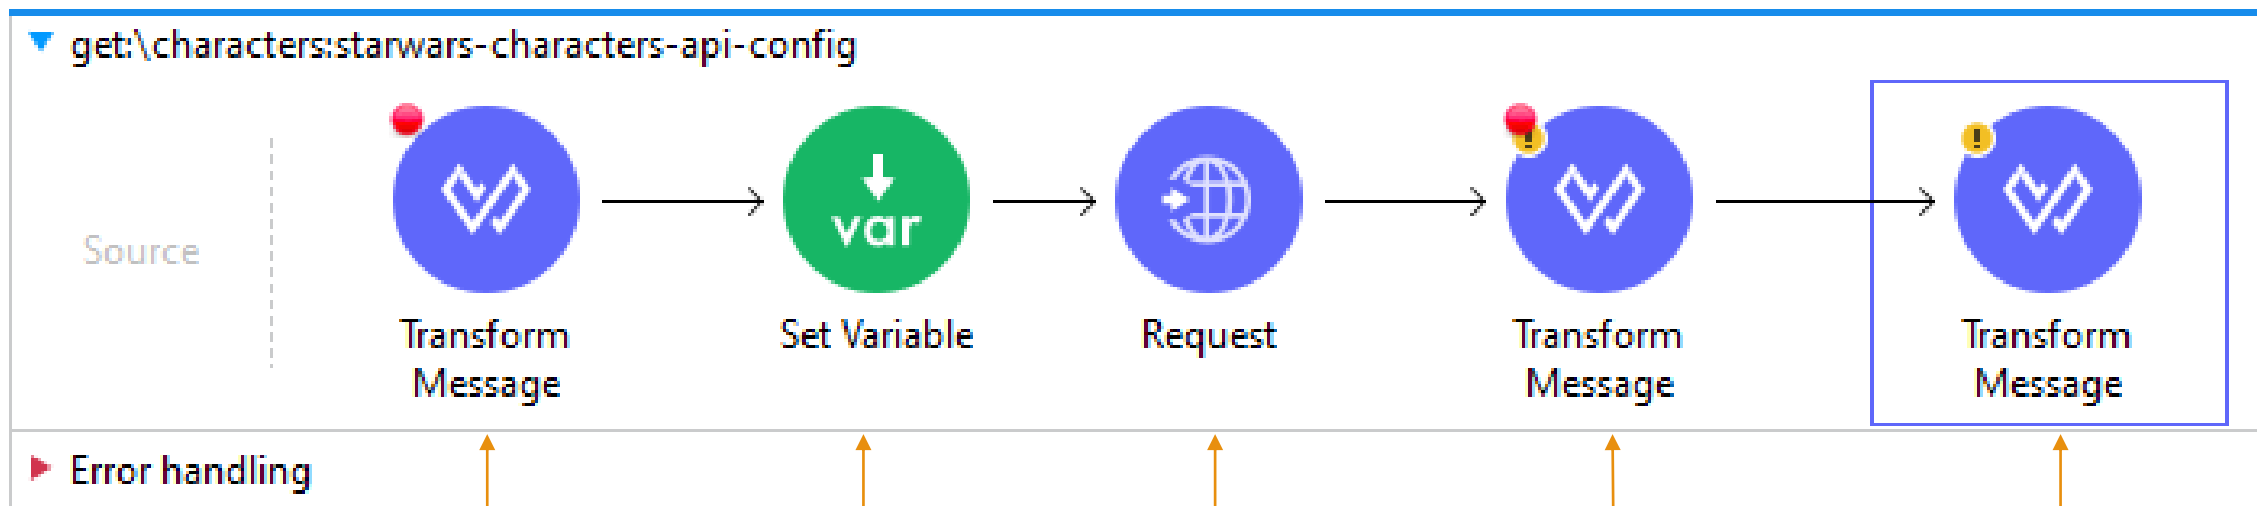 get:\characters:starwars-characters-api-config
Source
var
Transform
Message
Set Variable
Request
Transform
Message
Transform
Message
Error handling